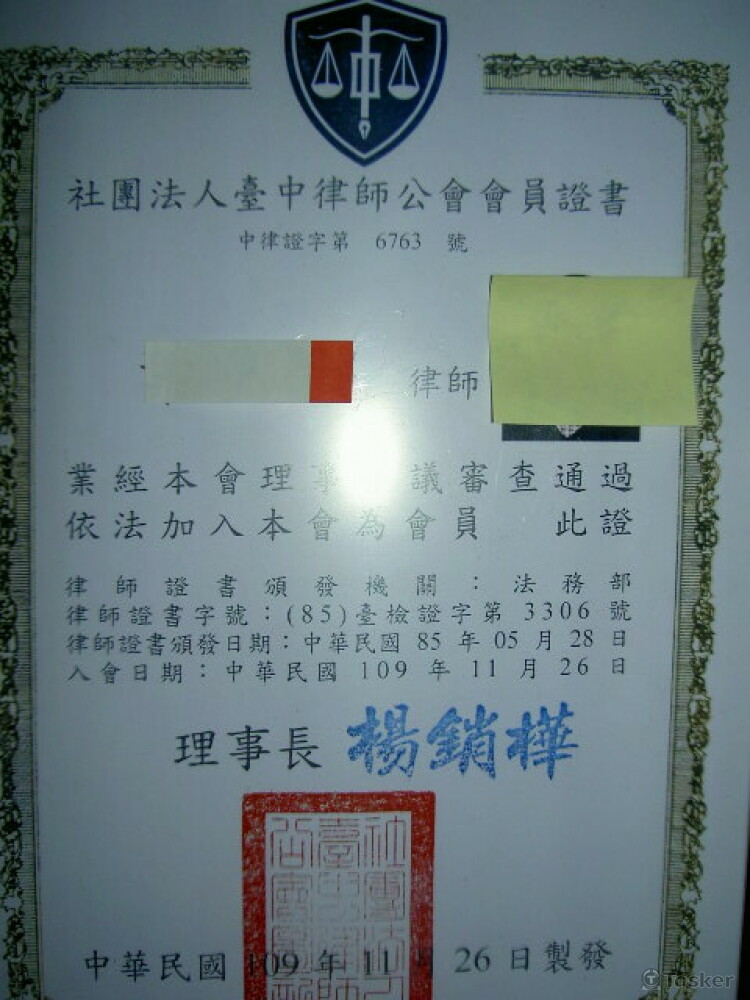 中
社團法人臺中律師公會會員證書
中律證字第 6763 號
律師
業經本會理事 議審查通過
依法加入本會為會員 此證
律師證書頒發機關：法務部
律師證書字號：(85)臺檢證字第 3306 號
律師證書頒發日期：中華民國 85 年 05 月 28 日
入會日期：中華民國 109 年 11 月 26 日
理事長 楊銷樺
中華民國 109 年 11 月 26 日製發
Tasker